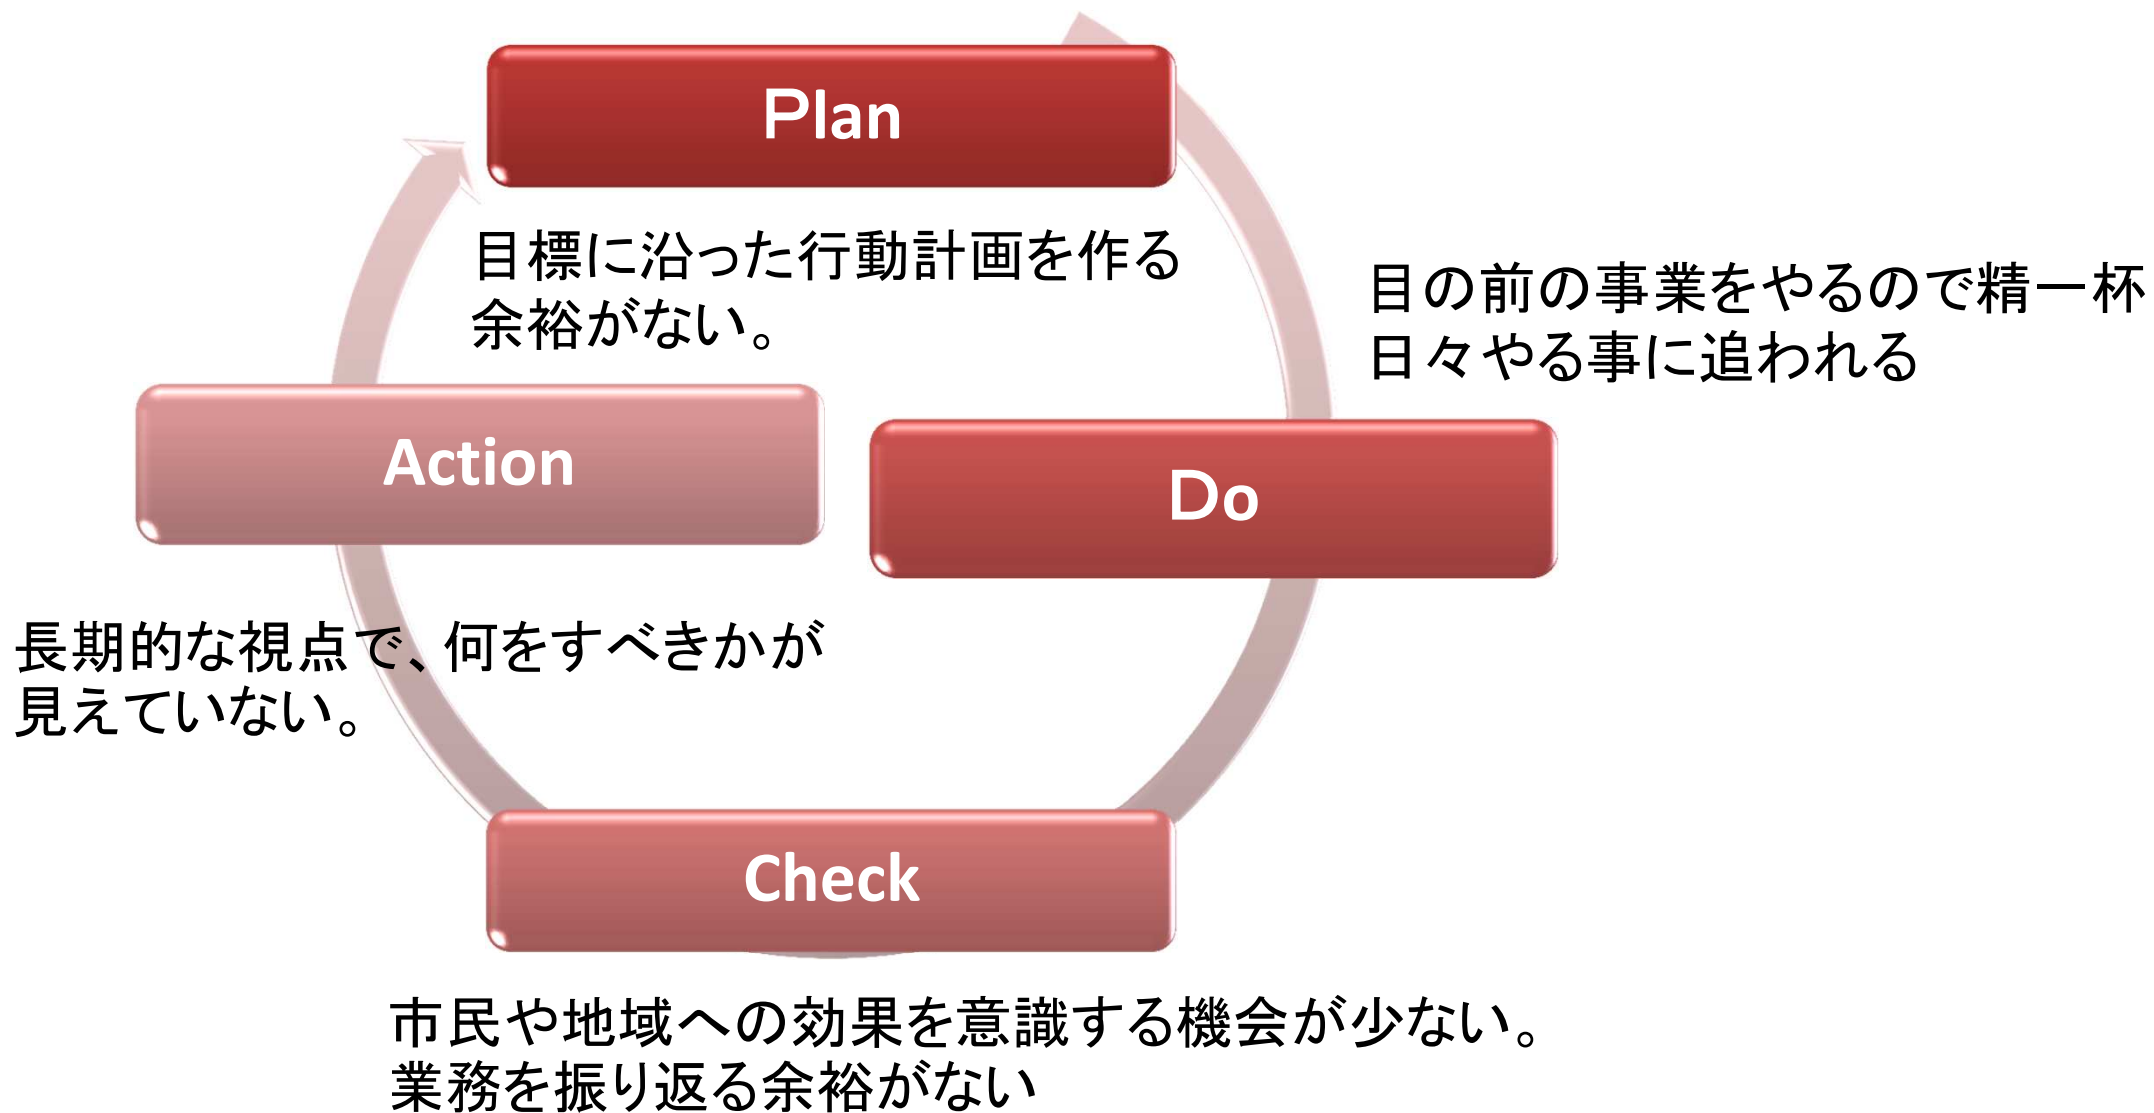 Plan
目標に沿った行動計画を作る
余裕がない。
目の前の事業をやるので精一杯
日々やる事に追われる
Action
Do
長期的な視点で、何をすべきかが
見えていない。
Check
市民や地域への効果を意識する機会が少ない。
業務を振り返る余裕がない